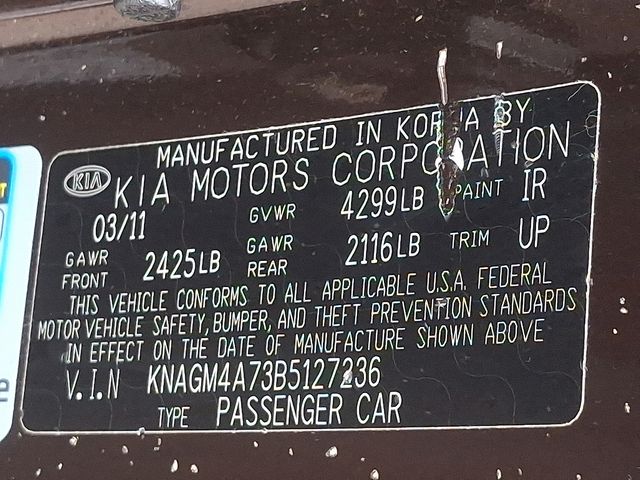 MANUFACTURED IN KOREA BY
KIA KIA MOTORS CORPORATION
03/11 GVWR 4299LB PAINT IR
GAWR FRONT 2425LB GAWR REAR 2116LB TRIM UP
THIS VEHICLE CONFORMS TO ALL APPLICABLE U.S.A. FEDERAL
MOTOR VEHICLE SAFETY, BUMPER, AND THEFT PREVENTION STANDARDS
IN EFFECT ON THE DATE OF MANUFACTURE SHOWN ABOVE
V.I.N KNAGM4A73B5127236
TYPE PASSENGER CAR